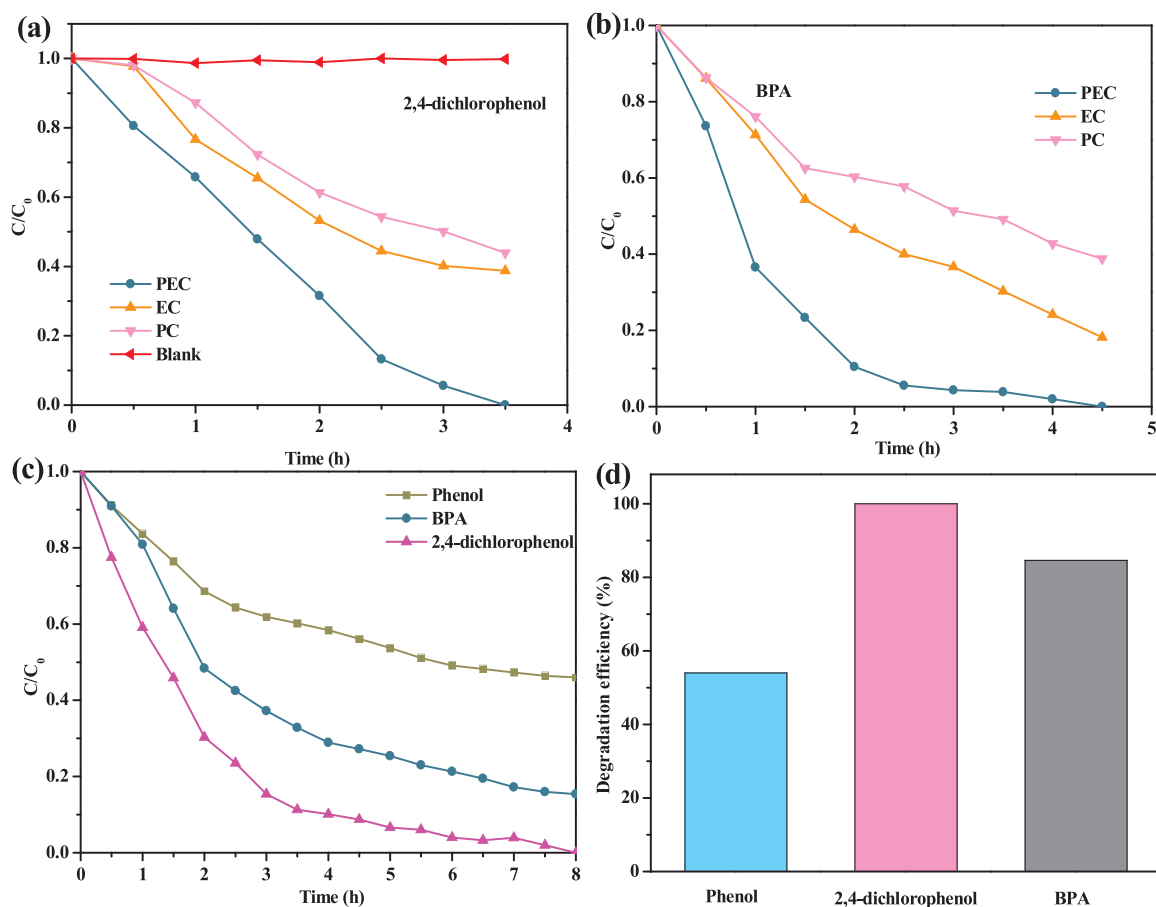 (a)
1.0
0.8
0.6
0.4
0.2
0.0
C/C0
2,4-dichlorophenol
PEC
EC
PC
Blank
0 1 2 3 4
Time (h)
(b)
1.0
0.8
0.6
0.4
0.2
0.0
C/C0
BPA
PEC
EC
PC
0 1 2 3 4 5
Time (h)
(c)
1.0
0.8
0.6
0.4
0.2
0.0
C/C0
Phenol
BPA
2,4-dichlorophenol
0 1 2 3 4 5 6 7 8
Time (h)
(d)
100
80
60
40
20
0
Degradation efficiency (%)
Phenol 2,4-dichlorophenol BPA